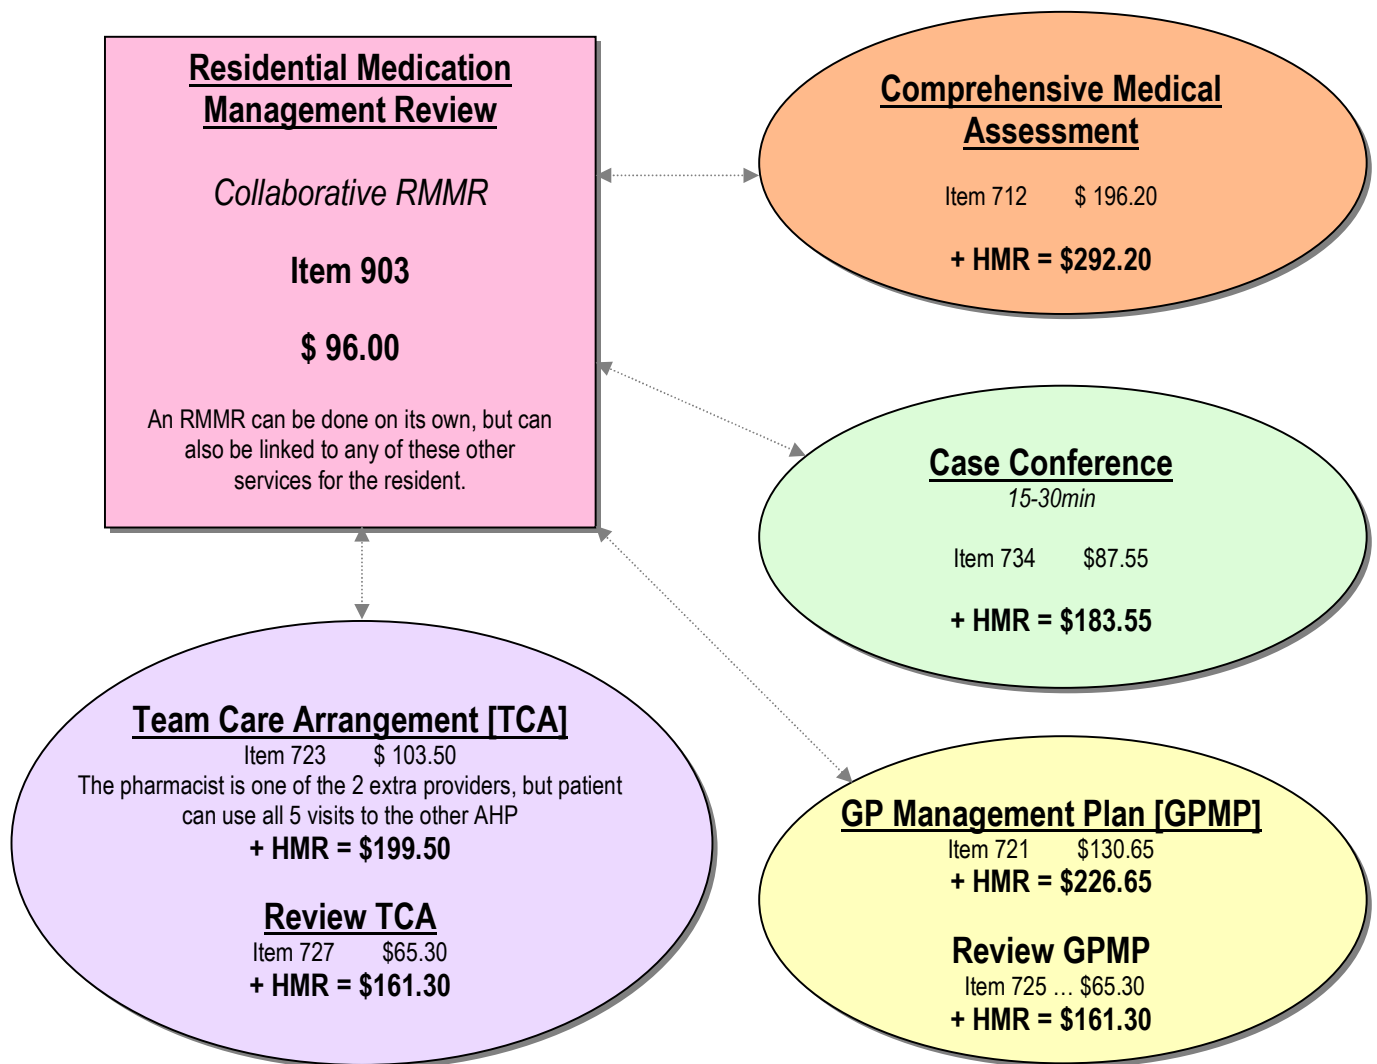 Residential Medication
Management Review
Collaborative RMMR
Item 903
$ 96.00
An RMMR can be done on its own, but can
also be linked to any of these other
services for the resident.
Comprehensive Medical
Assessment
Item 712 $ 196.20
+ HMR = $292.20
Case Conference
15-30min
Item 734 $87.55
+ HMR = $183.55
Team Care Arrangement [TCA]
Item 723 $ 103.50
The pharmacist is one of the 2 extra providers, but patient
can use all 5 visits to the other AHP
+ HMR = $199.50
Review TCA
Item 727 $65.30
+ HMR = $161.30
GP Management Plan [GPMP]
Item 721 $130.65
+ HMR = $226.65
Review GPMP
Item 725 ... $65.30
+ HMR = $161.30